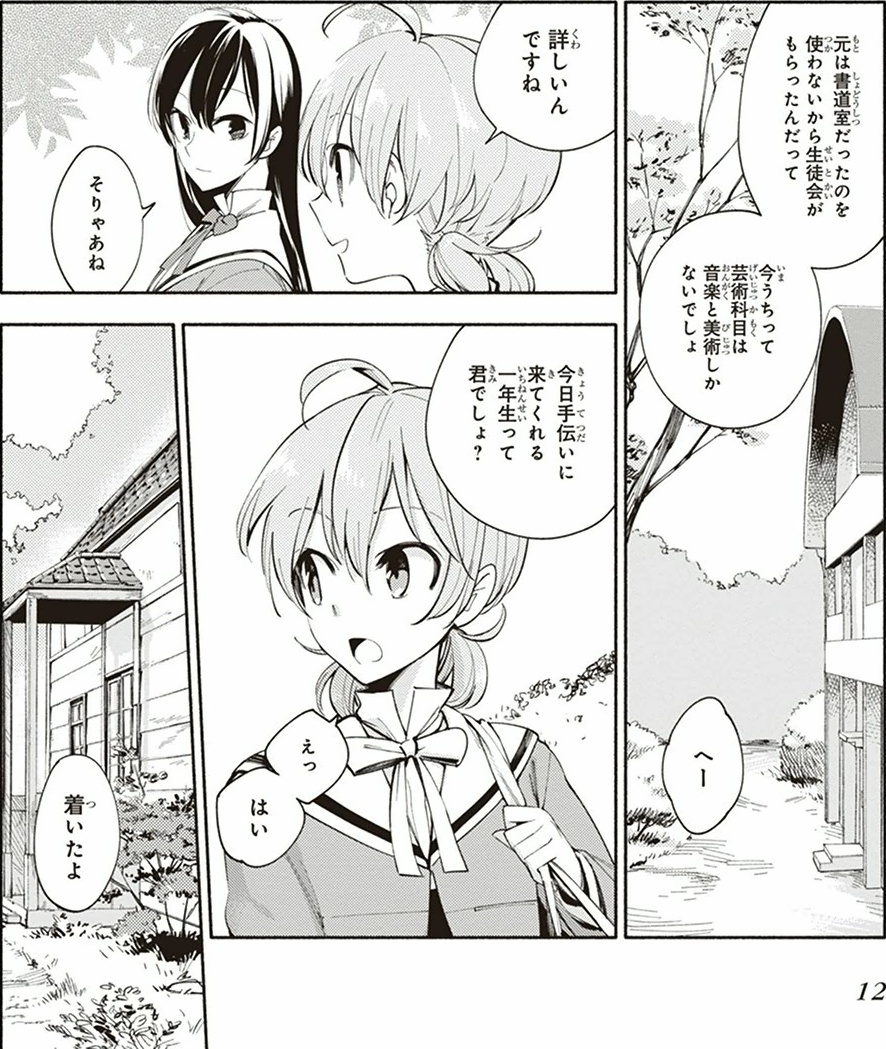 元は書道室だったのを
使わないから生徒会が
もらったんだって
今うちって
芸術科目は
音楽と美術しか
ないでしょ
へー
詳しいん
ですね
そりゃあね
今日手伝いに
来てくれる
一年生って
君でしょ？
えっ
はい
着いたよ
12